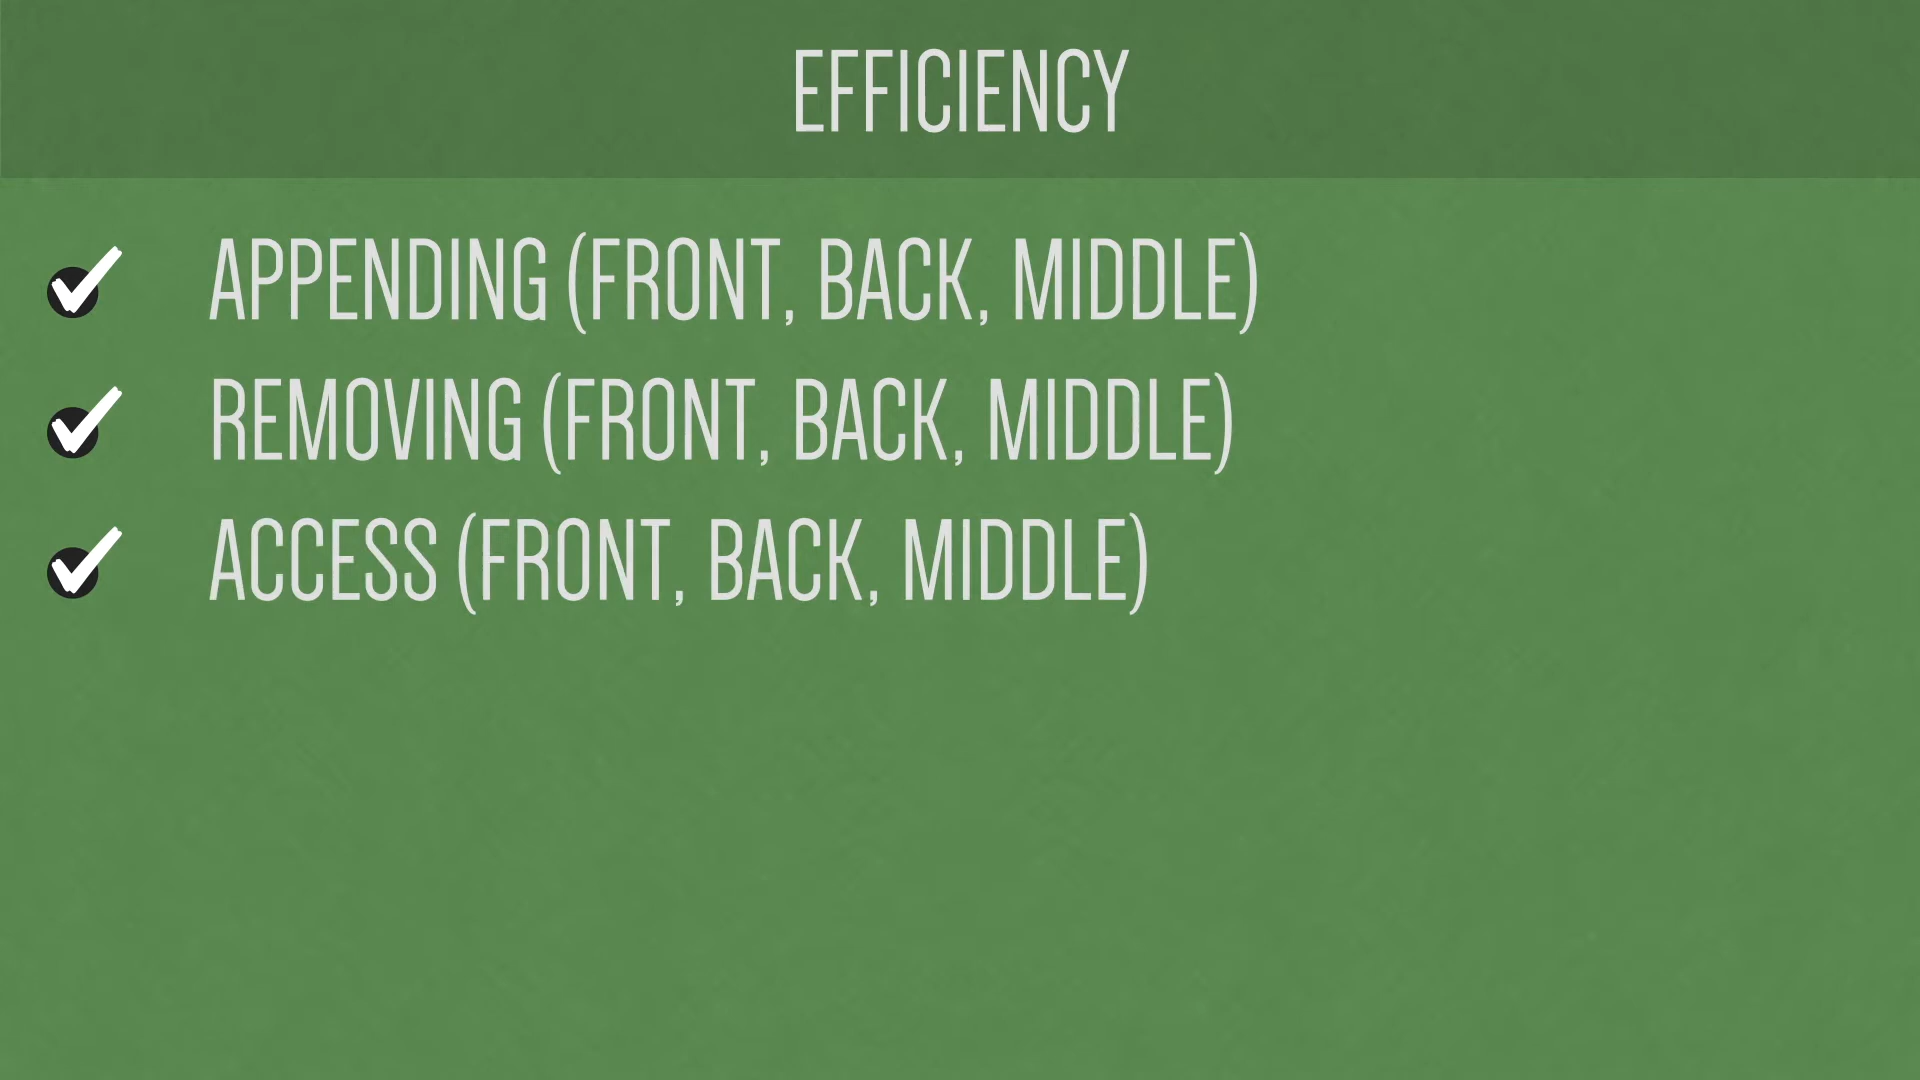 EFFICIENCY
APPENDING (FRONT, BACK, MIDDLE)
REMOVING (FRONT, BACK, MIDDLE)
ACCESS (FRONT, BACK, MIDDLE)